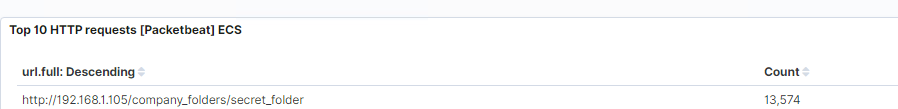 Top 10 HTTP requests [Packetbeat] ECS
url.full: Descending Count
http://192.168.1.105/company_folders/secret_folder 13,574